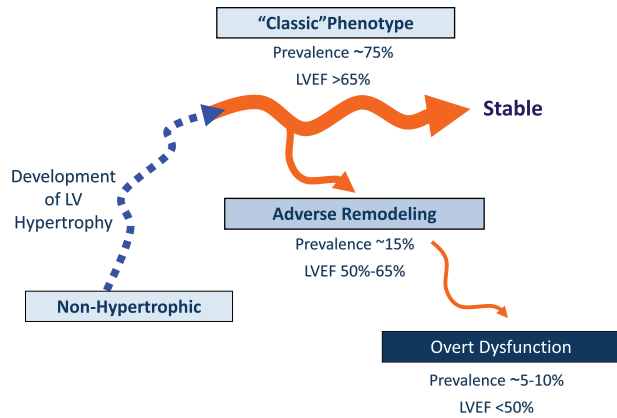 “Classic”Phenotype
Prevalence ~75%
LVEF >65%
Stable
Development
of LV
Hypertrophy
Adverse Remodeling
Prevalence ~15%
LVEF 50%-65%
Non-Hypertrophic
Overt Dysfunction
Prevalence ~5-10%
LVEF <50%